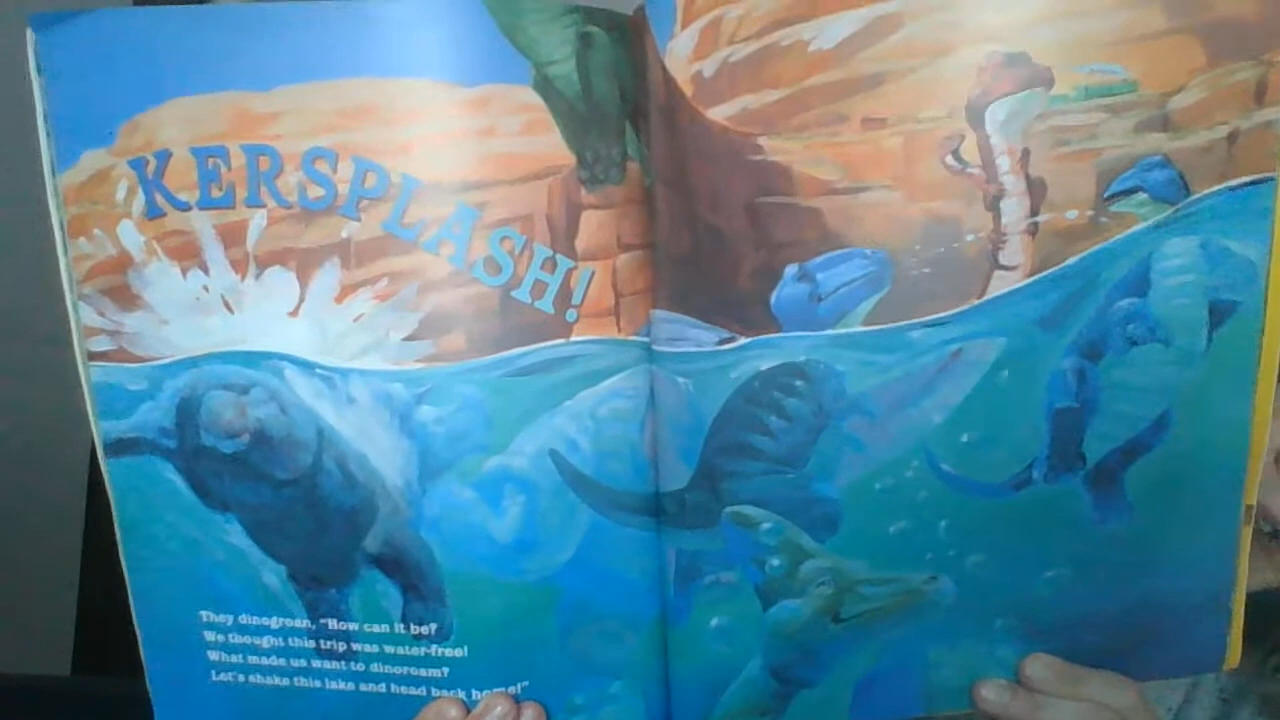 KERSPLASH!
They dinogroan, "How can it be?
We thought this trip was water-free!
What made us want to dinoroam?
Let's shake this lake and head back home!"